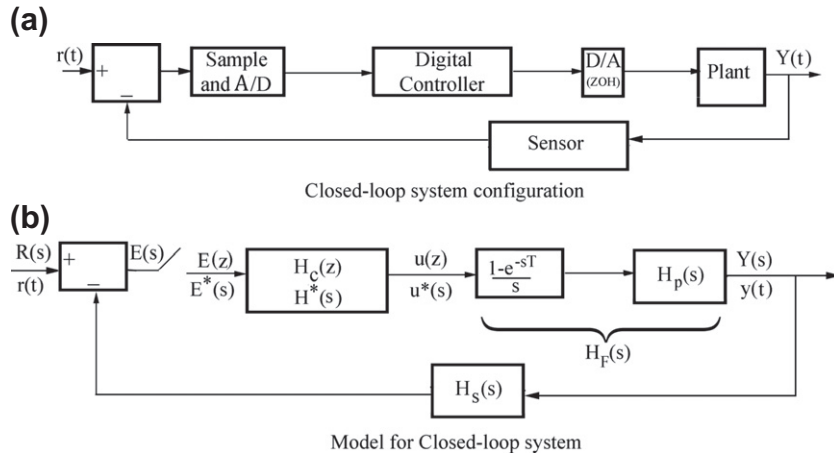 (a)
r(t)
+
−
Sample
and A/D
Digital
Controller
D/A
(ZOH)
Plant
Y(t)
Sensor
Closed-loop system configuration
(b)
R(s)
r(t)
+
−
E(s)
E(z)
E*(s)
H_c(z)
H*(s)
u(z)
u*(s)
1-e^{-sT}
s
H_p(s)
Y(s)
y(t)
H_F(s)
H_s(s)
Model for Closed-loop system